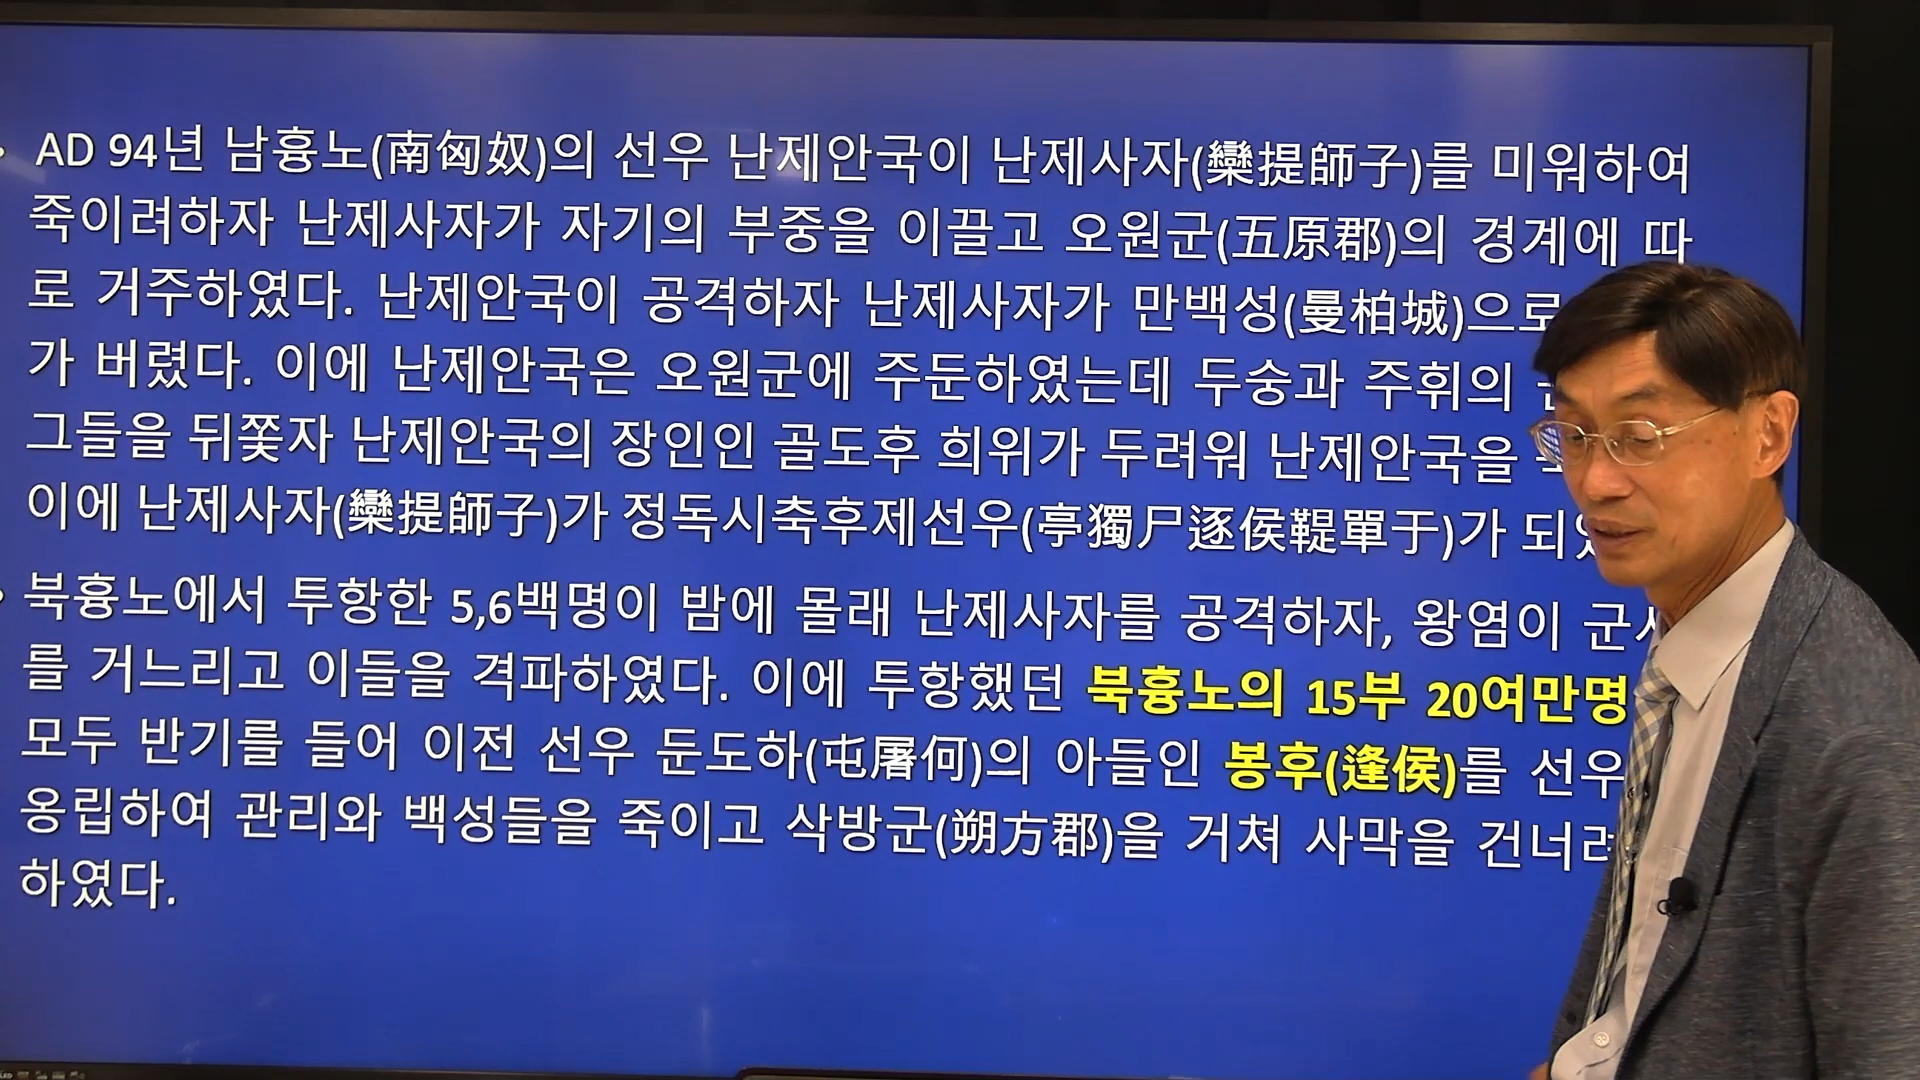 • AD 94년 남흉노(南匈奴)의 선우 난제안국이 난제사자(欒提師子)를 미워하여
죽이려하자 난제사자가 자기의 부중을 이끌고 오원군(五原郡)의 경계에 따
로 거주하였다. 난제안국이 공격하자 난제사자가 만백성(曼柏城)으로
가 버렸다. 이에 난제안국은 오원군에 주둔하였는데 두숭과 주휘의
그들을 뒤쫓자 난제안국의 장인인 골도후 희위가 두려워 난제안국을
이에 난제사자(欒提師子)가 정독시축후제선우(亭獨尸逐侯鞮單于)가
• 북흉노에서 투항한 5,6백명이 밤에 몰래 난제사자를 공격하자, 왕염이
를 거느리고 이들을 격파하였다. 이에 투항했던 북흉노의 15부 20여만명
모두 반기를 들어 이전 선우 둔도하(屯屠何)의 아들인 봉후(逢侯)를 선우
옹립하여 관리와 백성들을 죽이고 삭방군(朔方郡)을 거쳐 사막을
하였다.